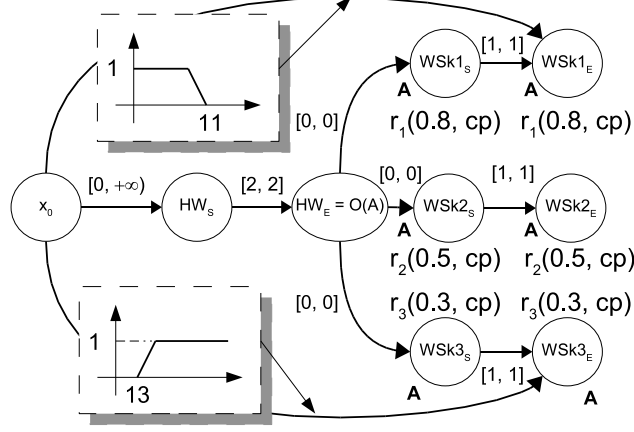 1
11
[0, 0]
WSk1S
[1, 1]
WSk1E
A
A
r1(0.8, cp)
r1(0.8, cp)
x0
[0, +∞)
HWS
[2, 2]
HWE = O(A)
[0, 0]
WSk2S
[1, 1]
WSk2E
A
A
r2(0.5, cp)
r2(0.5, cp)
1
13
[0, 0]
r3(0.3, cp)
r3(0.3, cp)
WSk3S
[1, 1]
WSk3E
A
A